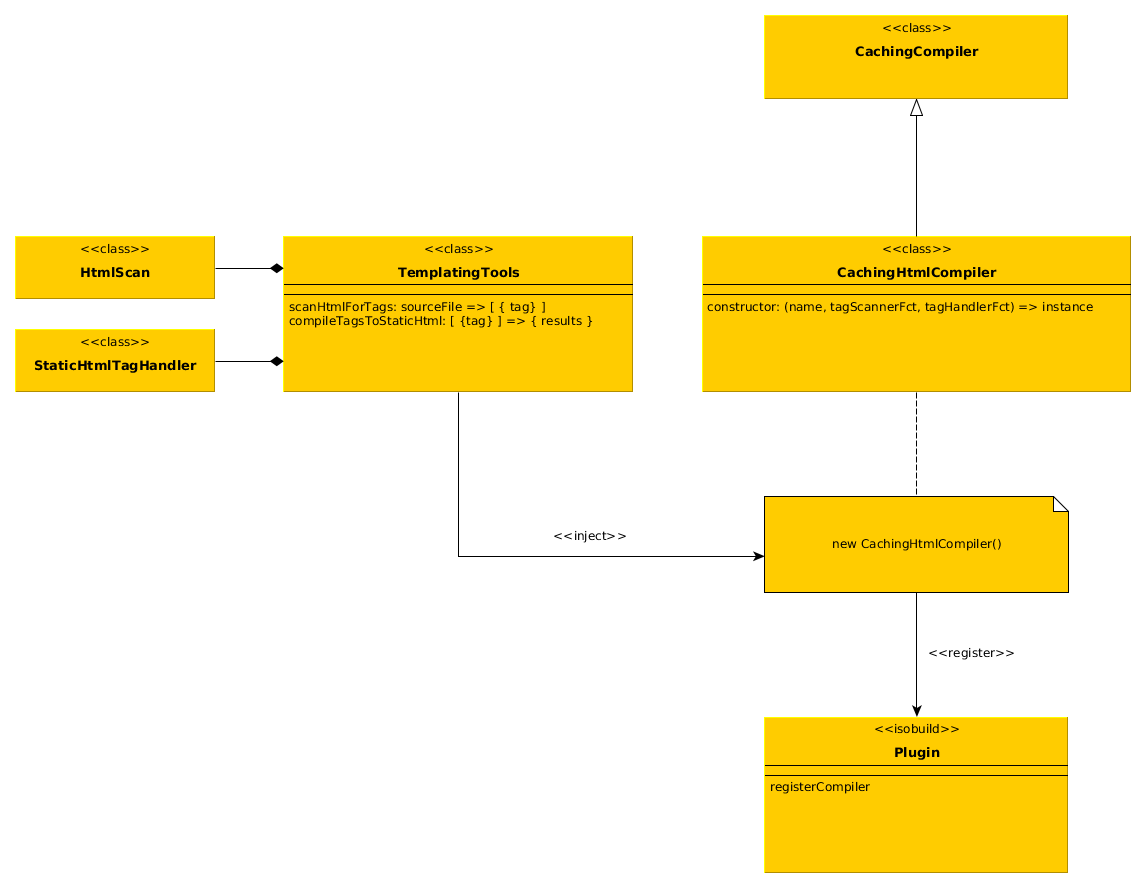 <<class>>
CachingCompiler
<<class>>
HtmlScan
<<class>>
TemplatingTools
scanHtmlForTags: sourceFile => [ { tag} ]
compileTagsToStaticHtml: [ {tag} ] => { results }
<<class>>
CachingHtmlCompiler
constructor: (name, tagScannerFct, tagHandlerFct) => instance
<<class>>
StaticHtmlTagHandler
<<inject>>
new CachingHtmlCompiler()
<<register>>
<<isobuild>>
Plugin
registerCompiler